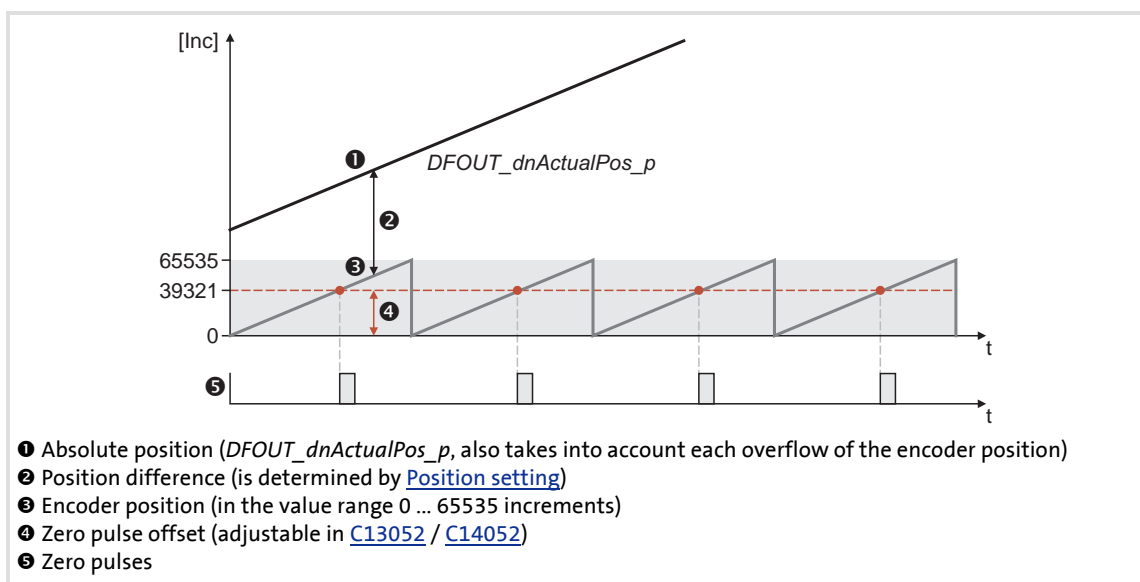 [Inc]
❶
DFOUT_dnActualPos_p
❷
65535
❸
39321
❹
0
t
❺
t
❶ Absolute position (DFOUT_dnActualPos_p, also takes into account each overflow of the encoder position)
❷ Position difference (is determined by Position setting)
❸ Encoder position (in the value range 0 ... 65535 increments)
❹ Zero pulse offset (adjustable in C13052 / C14052)
❺ Zero pulses